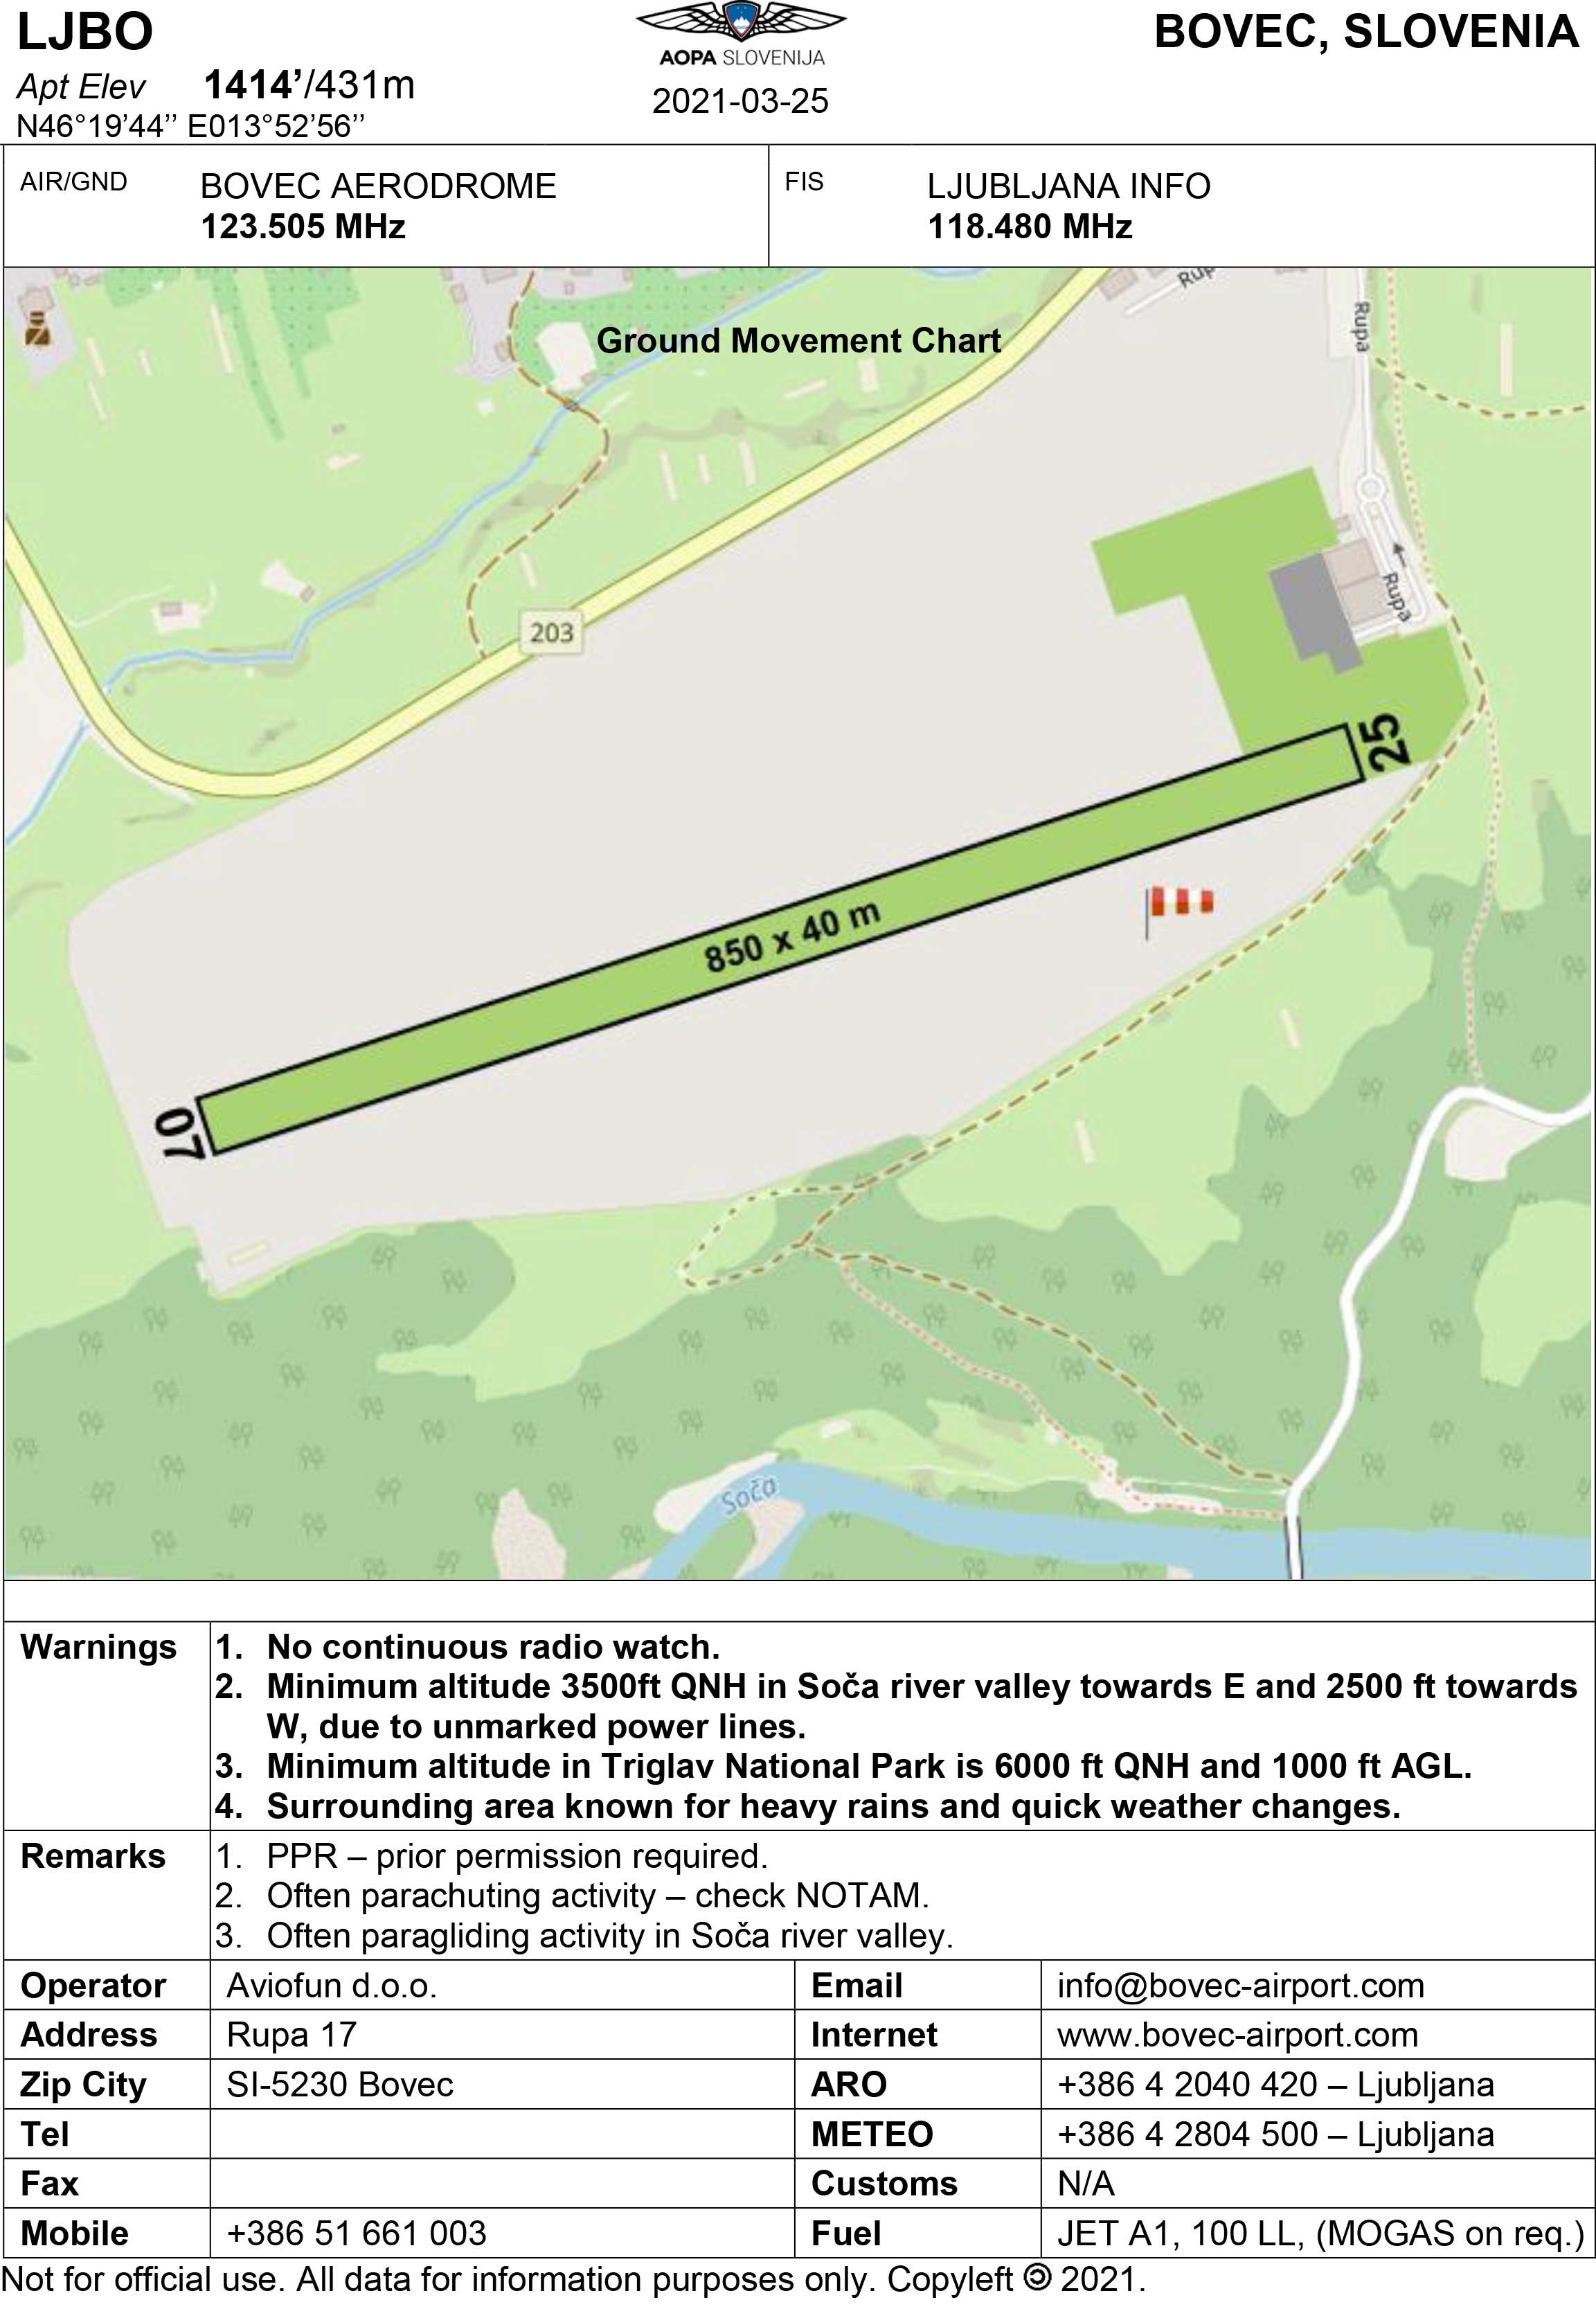 LJBO
BOVEC, SLOVENIA
AOPA SLOVENIJA
Apt Elev 1414’/431m
2021-03-25
N46°19’44’’ E013°52’56’’
AIR/GND BOVEC AERODROME
123.505 MHz
FIS LJUBLJANA INFO
118.480 MHz
Rup
Rupa
Ground Movement Chart
Rupa
203
25
850 x 40 m
07
Soča
Warnings
1. No continuous radio watch.
2. Minimum altitude 3500ft QNH in Soča river valley towards E and 2500 ft towards
W, due to unmarked power lines.
3. Minimum altitude in Triglav National Park is 6000 ft QNH and 1000 ft AGL.
4. Surrounding area known for heavy rains and quick weather changes.
Remarks
1. PPR – prior permission required.
2. Often parachuting activity – check NOTAM.
3. Often paragliding activity in Soča river valley.
Operator Aviofun d.o.o. Email info@bovec-airport.com
Address Rupa 17 Internet www.bovec-airport.com
Zip City SI-5230 Bovec ARO +386 4 2040 420 – Ljubljana
Tel METEO +386 4 2804 500 – Ljubljana
Fax Customs N/A
Mobile +386 51 661 003 Fuel JET A1, 100 LL, (MOGAS on req.)
Not for official use. All data for information purposes only. Copyleft 🄯 2021.